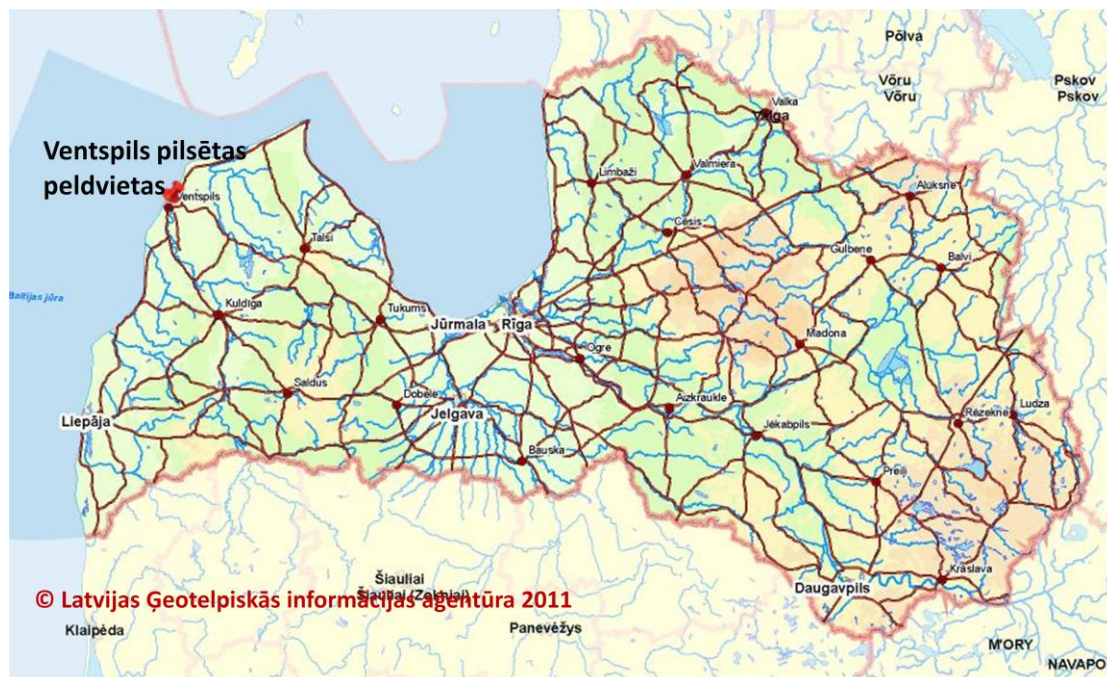 Põlva
Võru
Võru
Pskov
Pskov
Valka
Valga
Ventspils pilsētas
peldvietas
Ventspils
Limbaži
Valmiera
Alūksne
Cēsis
Talsi
Gulbene
Balvi
Baltijas jūra
Kuldīga
Tukums
Jūrmala
Rīga
Madona
Ogre
Saldus
Dobele
Jelgava
Aizkraukle
Rēzekne
Ludza
Liepāja
Jēkabpils
Bauska
Preiļi
Krāslava
Daugavpils
Šiauliai
© Latvijas Ģeotelpiskās informācijas aģentūra 2011
Klaipėda
Panevėžys
M'ORY
NAVAPO